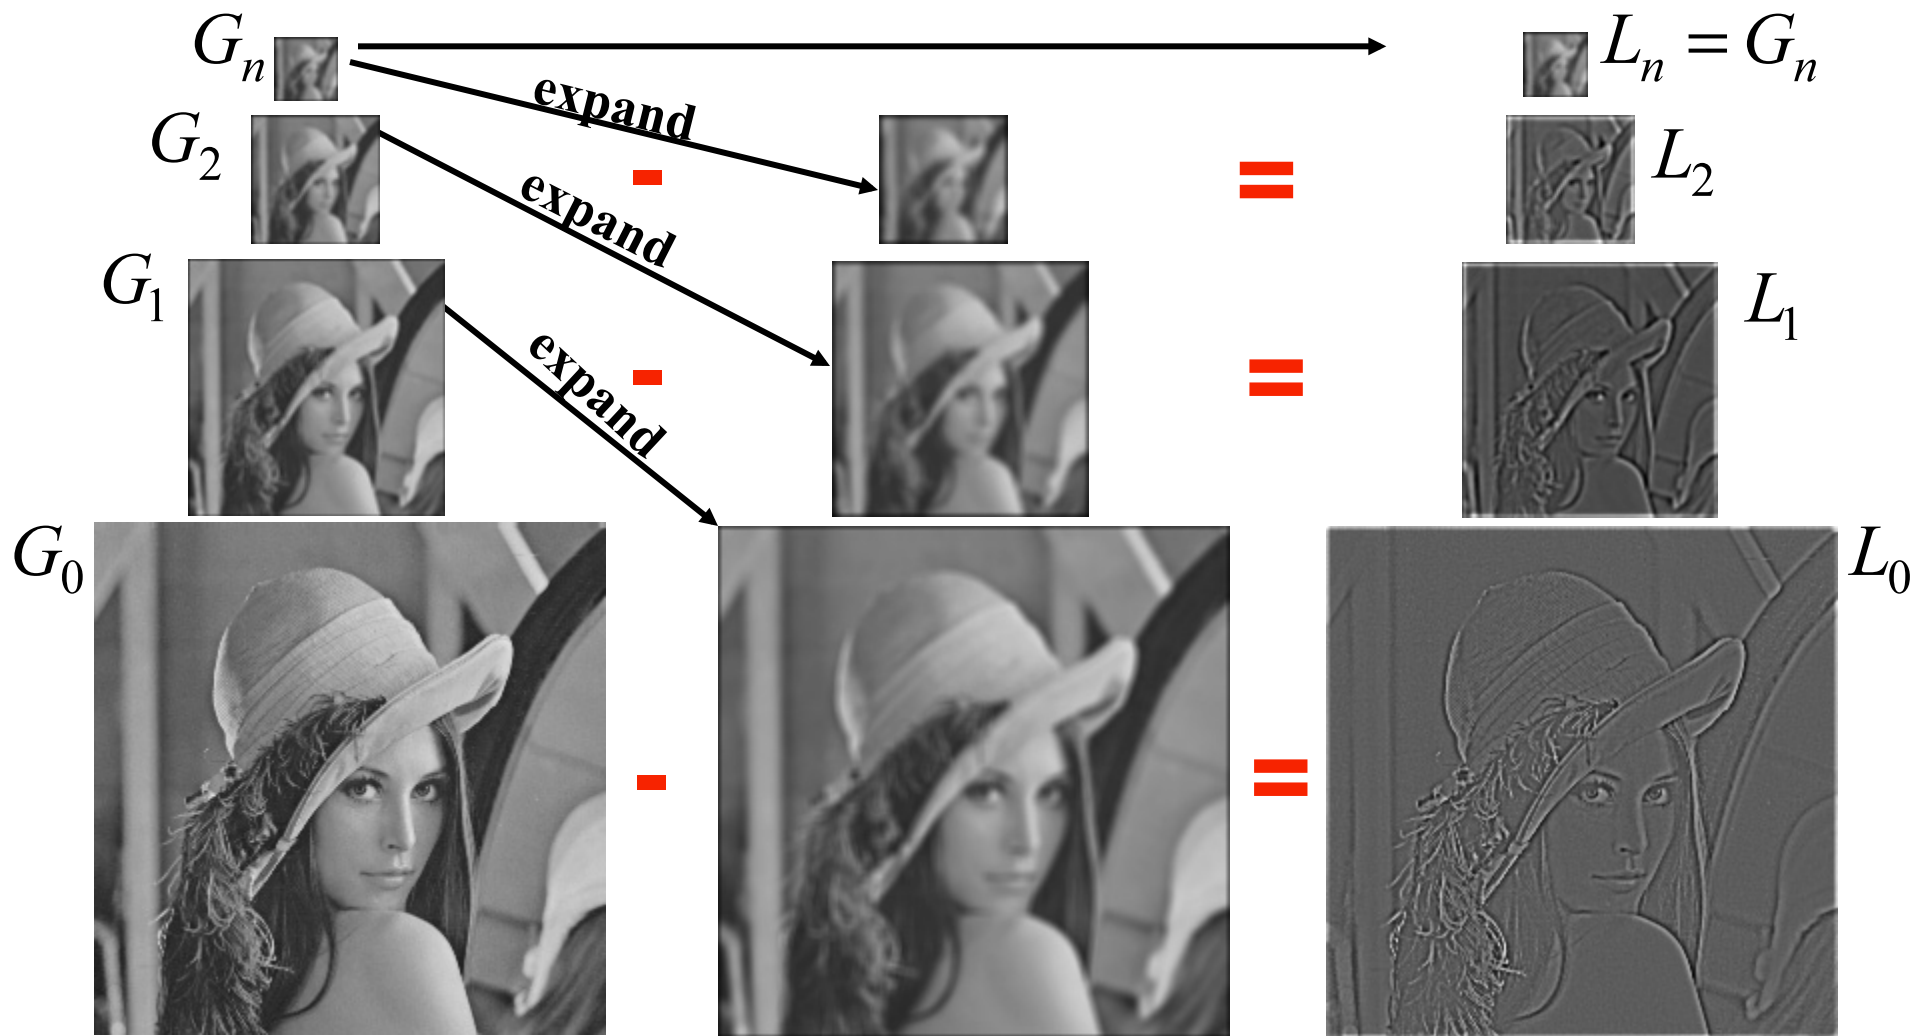 Gₙ
Lₙ = Gₙ
expand
G₂
-
=
L₂
expand
G₁
-
=
L₁
expand
G₀
-
=
L₀